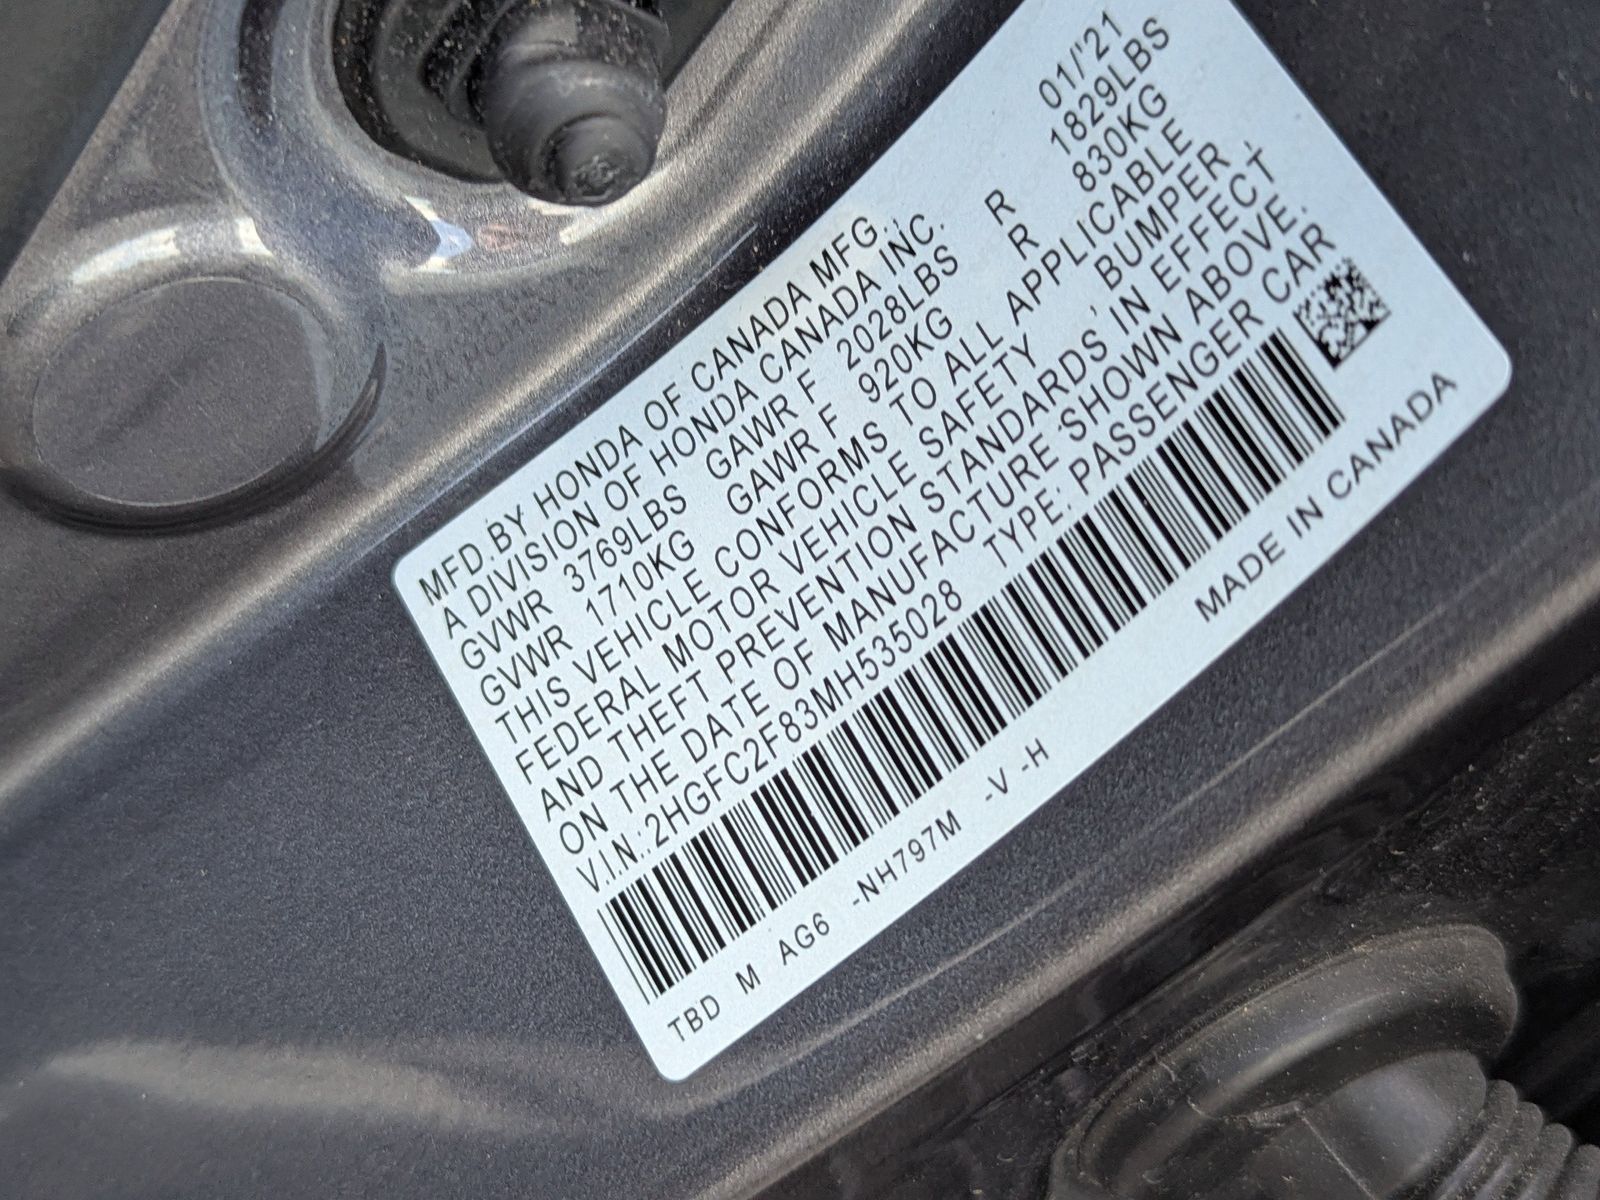 MFD. BY HONDA OF CANADA MFG., 01/'21
A DIVISION OF HONDA CANADA INC.
GVWR 3769LBS GAWR F 2028LBS R 1829LBS
GVWR 1710KG GAWR F 920KG R 830KG
THIS VEHICLE CONFORMS TO ALL APPLICABLE
FEDERAL MOTOR VEHICLE SAFETY, BUMPER,
AND THEFT PREVENTION STANDARDS IN EFFECT
ON THE DATE OF MANUFACTURE SHOWN ABOVE.
V.I.N.:2HGFC2F83MH535028 TYPE: PASSENGER CAR
MADE IN CANADA
TBD M AG6 -NH797M -V -H